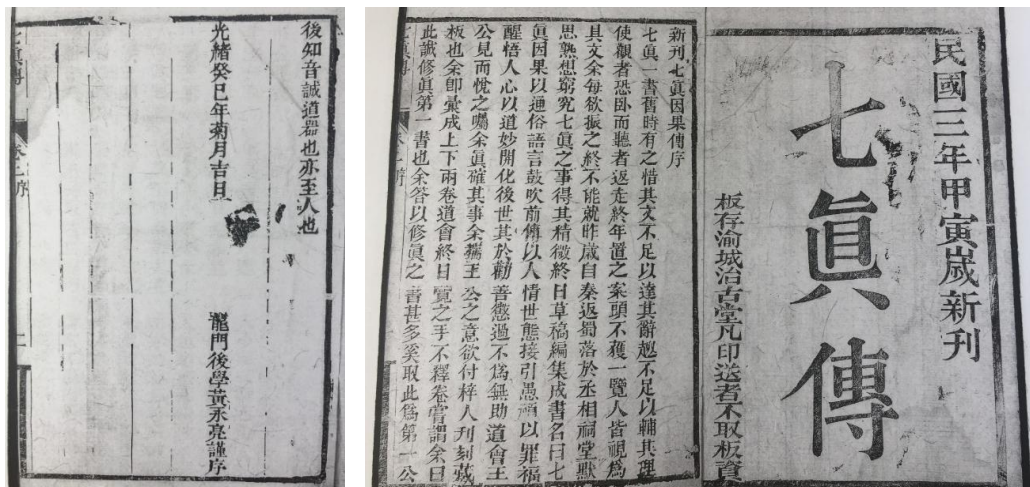 民國三年甲寅歲新刊
七眞傳
板存渝城治古堂凡印送者不取板資
新刊七眞因果傳序
七眞一書舊時有之惜其文不足以達其辭趣不足以輔其理
使觀者恐卧而聽者返走終年置之案頭不獲一覽人皆視爲
具文余每欲振之終不能就昨歲自秦返蜀落於丞相祠堂默
思熟想窮究七眞之事得其精微終日草稿編集成書名曰七
眞因果以通俗語言鼓吹前傳以人情世態接引愚頑以罪福
醒悟人心以道妙開化後世其於勸善懲過不爲無助道會王
公見而悅之囑余眞確其事余 王公之意欲付梓人刊刻藏
板也余卽彙成上下兩卷道會終日覽之手不釋卷嘗謂余曰
此誠修眞第一書也余答以修眞之書甚多奚取此爲第一公
後知音誠道器也亦至人也
光緒癸巳年菊月吉旦
龍門後學黃永亮謹序